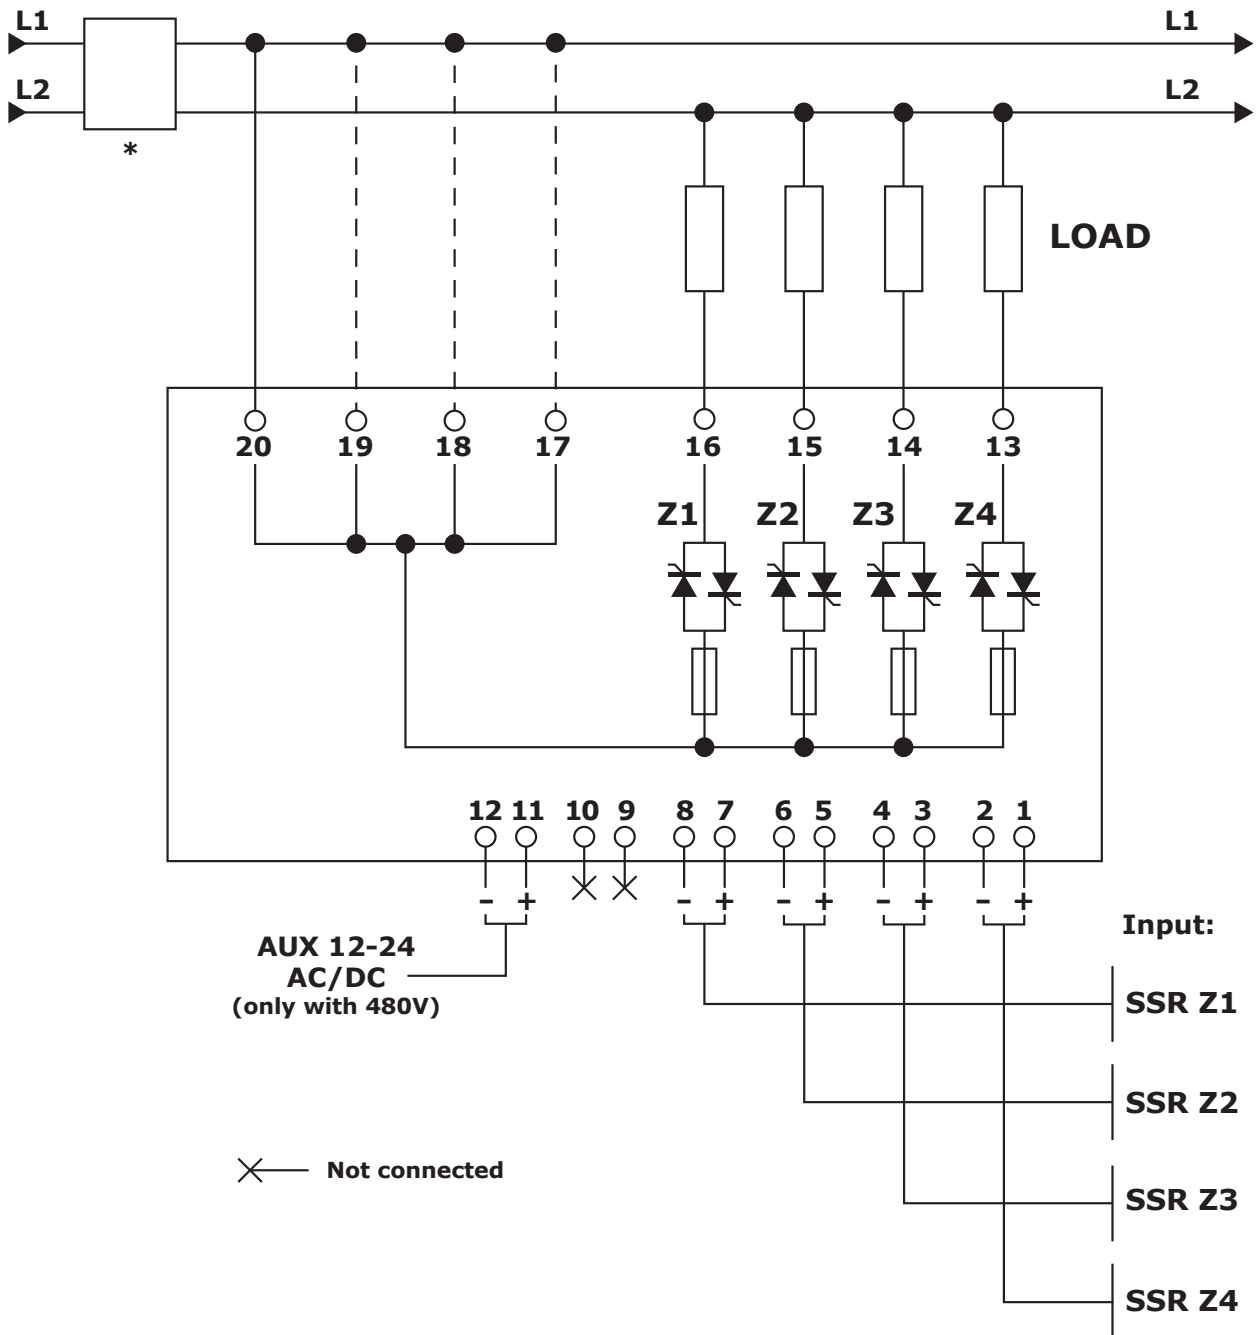 L1 L1
L2 L2
*
LOAD
20 19 18 17 16 15 14 13
Z1 Z2 Z3 Z4
12 11 10 9 8 7 6 5 4 3 2 1
- + - + - + - + - +
Input:
AUX 12-24
AC/DC
(only with 480V)
SSR Z1
SSR Z2
Not connected
SSR Z3
SSR Z4